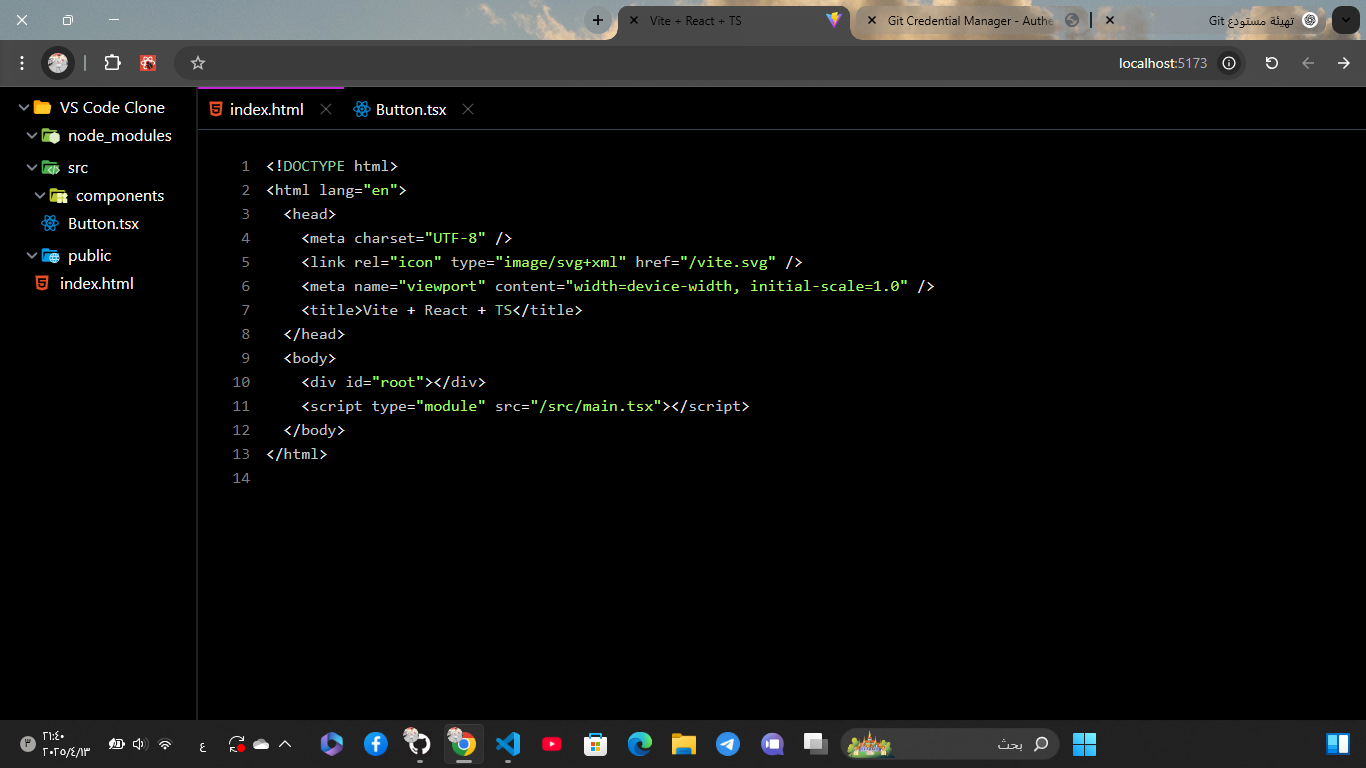 Vite + React + TS
Git Credential Manager - Authe
تهيئة مستودع Git
localhost:5173
VS Code Clone
node_modules
src
components
Button.tsx
public
index.html
index.html
Button.tsx
1 <!DOCTYPE html>
2 <html lang="en">
3 <head>
4 <meta charset="UTF-8" />
5 <link rel="icon" type="image/svg+xml" href="/vite.svg" />
6 <meta name="viewport" content="width=device-width, initial-scale=1.0" />
7 <title>Vite + React + TS</title>
8 </head>
9 <body>
10 <div id="root"></div>
11 <script type="module" src="/src/main.tsx"></script>
12 </body>
13 </html>
14
٣
٢١:٤٠
٢٠٢٥/٤/١٣
ع
بحث